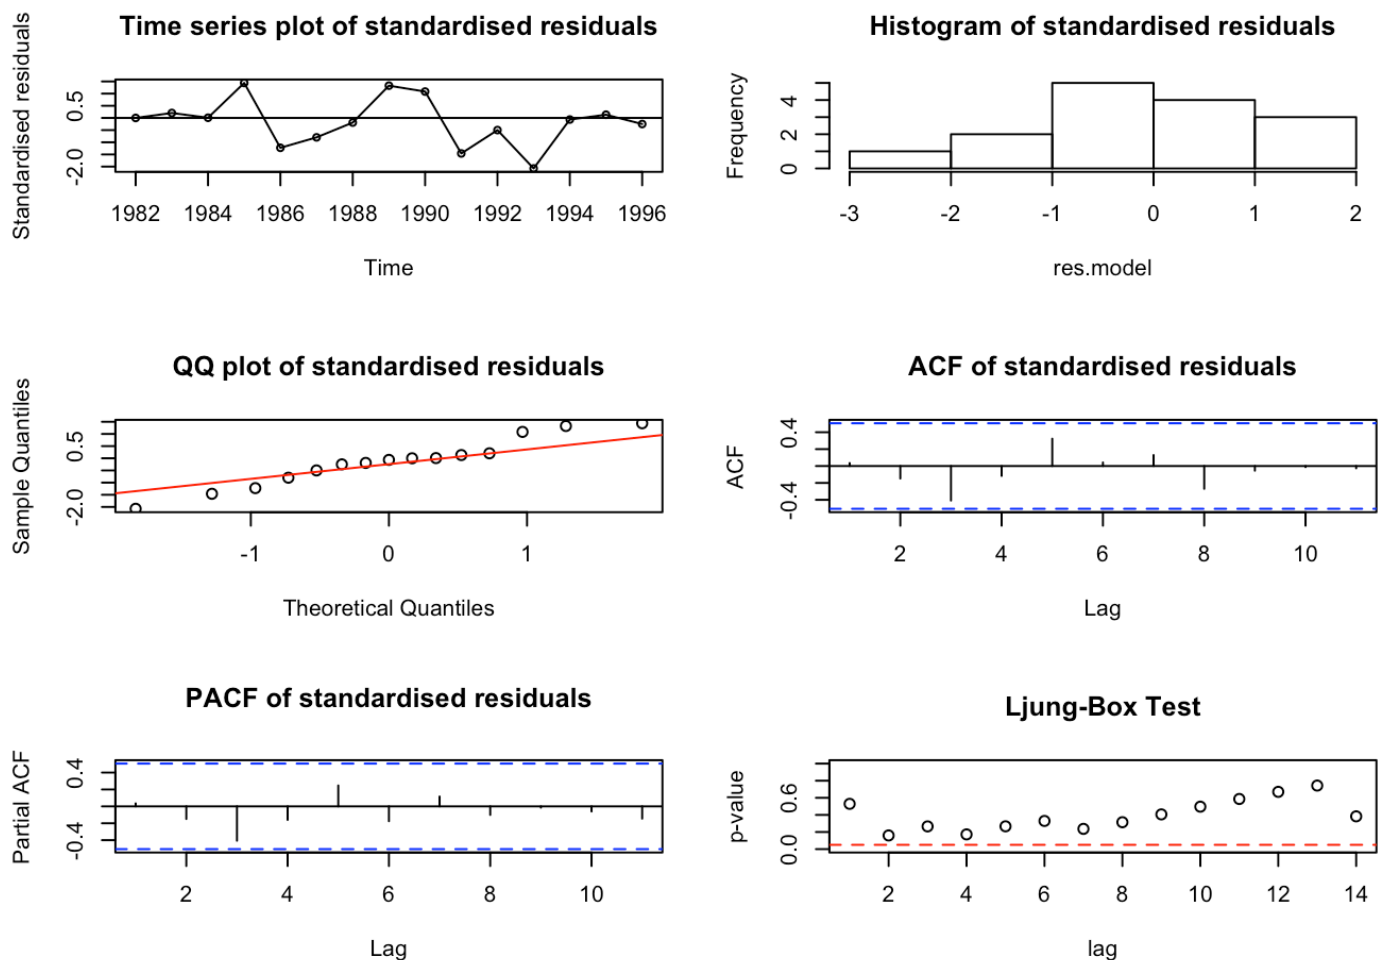 Time series plot of standardised residuals
Standardised residuals
0.5
-2.0
1982 1984 1986 1988 1990 1992 1994 1996
Time
Histogram of standardised residuals
Frequency
4
2
0
-3 -2 -1 0 1 2
res.model
QQ plot of standardised residuals
Sample Quantiles
0.5
-2.0
-1 0 1
Theoretical Quantiles
ACF of standardised residuals
ACF
0.4
-0.4
2 4 6 8 10
Lag
PACF of standardised residuals
Partial ACF
0.4
-0.4
2 4 6 8 10
Lag
Ljung-Box Test
p-value
0.6
0.0
2 4 6 8 10 12 14
lag